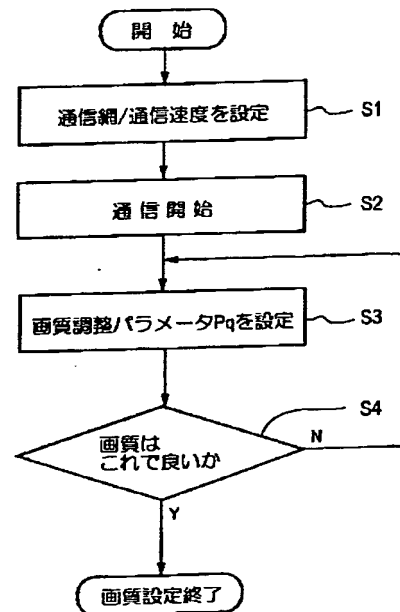 開 始
通信網/通信速度を設定
S1
通 信 開 始
S2
画質調整パラメータPqを設定
S3
画質は
これで良いか
S4
N
Y
画質設定終了